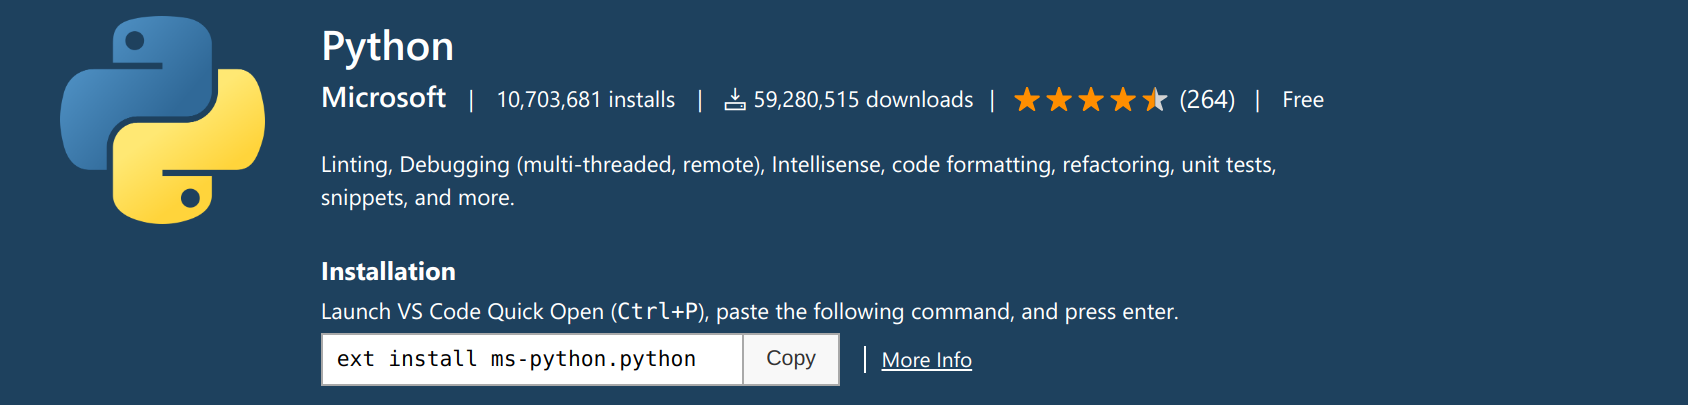 Python
Microsoft | 10,703,681 installs | 59,280,515 downloads | (264) | Free
Linting, Debugging (multi-threaded, remote), Intellisense, code formatting, refactoring, unit tests,
snippets, and more.
Installation
Launch VS Code Quick Open (Ctrl+P), paste the following command, and press enter.
ext install ms-python.python Copy | More Info